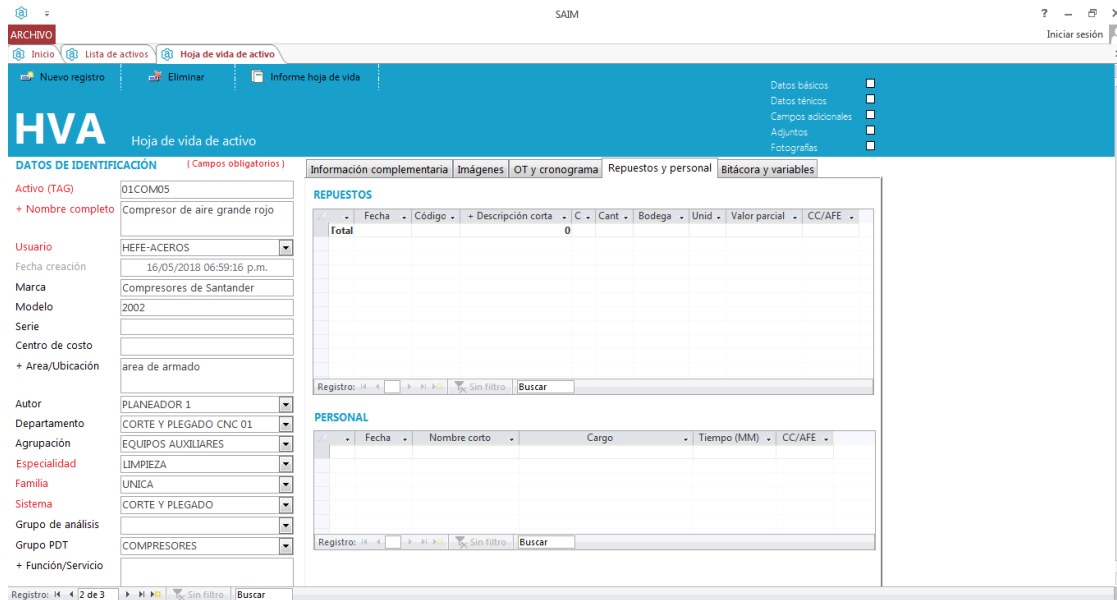 SAIM
?
ARCHIVO
Iniciar sesión
Inicio
Lista de activos
Hoja de vida de activo
Nuevo registro
Eliminar
Informe hoja de vida
Datos básicos
Datos ténicos
Campos adicionales
Adjuntos
Fotografías
HVA
Hoja de vida de activo
DATOS DE IDENTIFICACIÓN
( Campos obligatorios )
Activo (TAG) 01COM05
+ Nombre completo Compresor de aire grande rojo
Usuario HEFE-ACEROS
Fecha creación 16/05/2018 06:59:16 p.m.
Marca Compresores de Santander
Modelo 2002
Serie
Centro de costo
+ Area/Ubicación area de armado
Autor PLANEADOR 1
Departamento CORTE Y PLEGADO CNC 01
Agrupación EQUIPOS AUXILIARES
Especialidad LIMPIEZA
Familia UNICA
Sistema CORTE Y PLEGADO
Grupo de análisis
Grupo PDT COMPRESORES
+ Función/Servicio
Información complementaria
Imágenes
OT y cronograma
Repuestos y personal
Bitácora y variables
REPUESTOS
Fecha Código + Descripción corta C Cant Bodega Unid Valor parcial CC/AFE
Total 0
Registro: Sin filtro Buscar
PERSONAL
Fecha Nombre corto Cargo Tiempo (MM) CC/AFE
Registro: Sin filtro Buscar
Registro: 2 de 3 Sin filtro Buscar